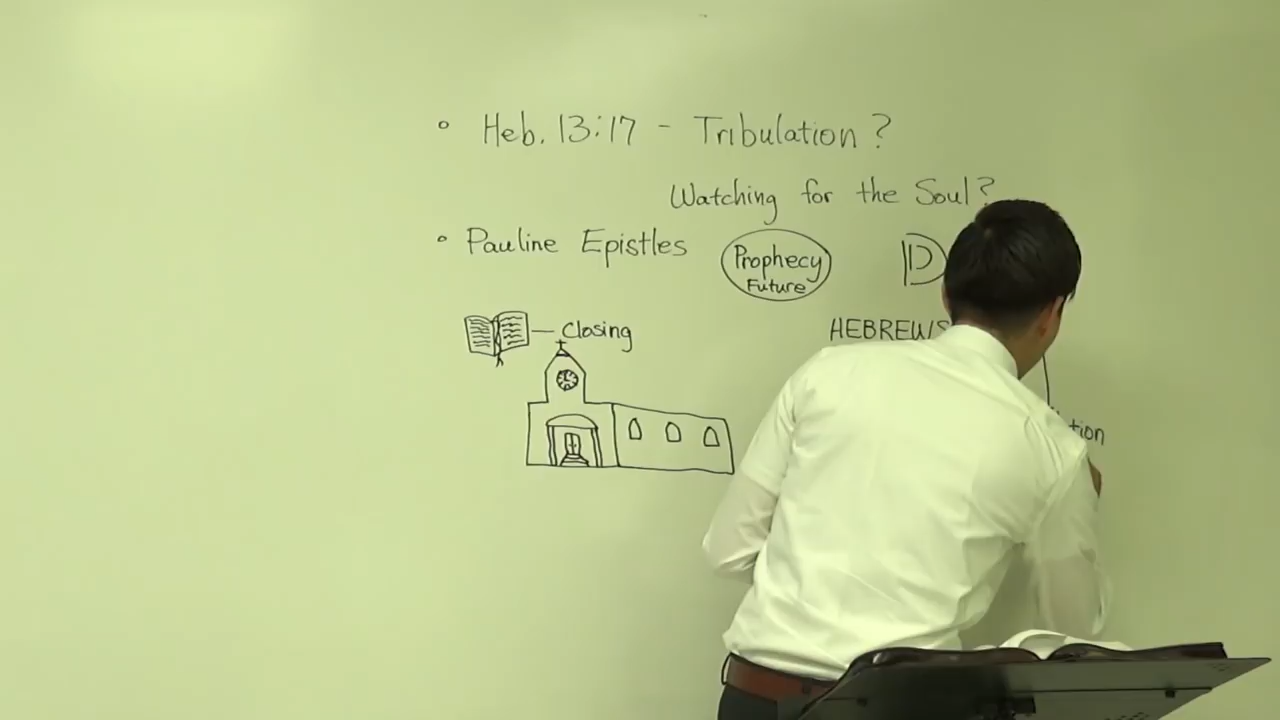 ° Heb. 13:17 - Tribulation?
Watching for the Soul?
° Pauline Epistles
Prophecy
Future
D
— Closing
HEBREWS